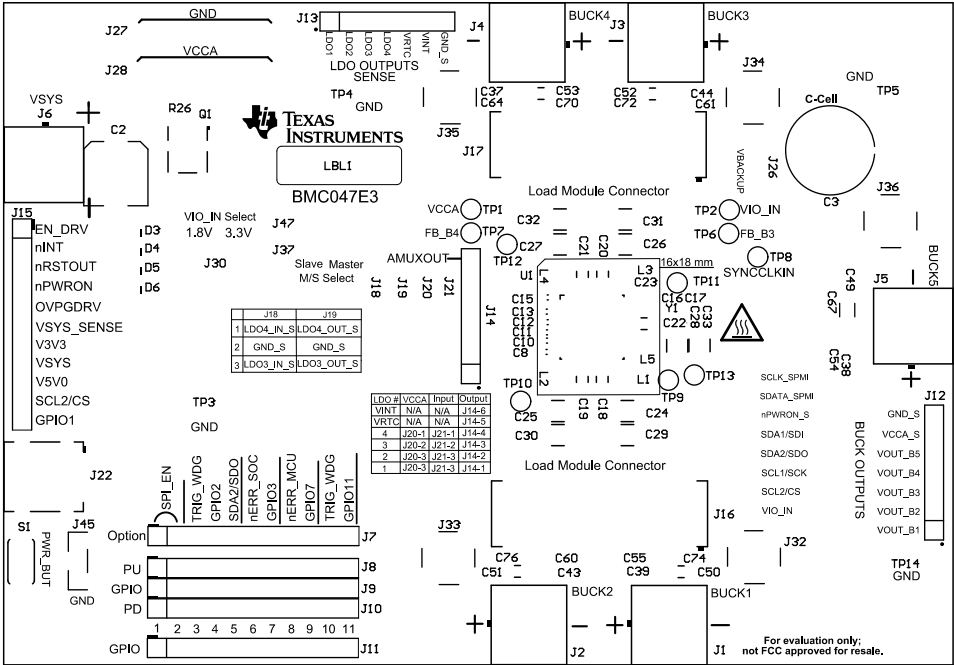 GND
J27
VCCA
J28
J13
LDO1
LDO2
LDO3
LDO4
VRTC
VINT
GND_S
LDO OUTPUTS
SENSE
TP4
GND
J4
BUCK4
J3
BUCK3
J34
GND
TP5
C37
C64
C53
C70
C52
C72
C44
C61
J35
J17
VSYS
J6
C2
R26
Q1
TEXAS
INSTRUMENTS
LBL1
BMC047E3
C-Cell
C3
VBACKUP
J26
J36
Load Module Connector
J15
EN_DRV
nINT
nRSTOUT
nPWRON
OVPGDRV
VSYS_SENSE
V3V3
VSYS
V5V0
SCL2/CS
GPIO1
D3
D4
D5
D6
VIO_IN Select
1.8V 3.3V
J47
J37
J30
Slave Master
M/S Select
J18
J19
J20
J21
AMUXOUT
J14
VCCA
TP1
FB_B4
TP7
TP12
C32
C27
C21
C20
C31
C26
TP2
VIO_IN
TP6
FB_B3
TP8
SYNCCLKIN
U1
L4
L3
C23
16x18 mm
TP11
C15
C13
C12
C11
C10
C8
C16
C17
Y1
C22
C28
C33
L2
L5
L1
TP9
TP13
TP10
C25
C30
C19
C18
C24
C29
J18 J19
1 LDO4_IN_S LDO4_OUT_S
2 GND_S GND_S
3 LDO3_IN_S LDO3_OUT_S
LDO # VCCA Input Output
VINT N/A N/A J14-6
VRTC N/A N/A J14-5
4 J20-1 J21-1 J14-4
3 J20-2 J21-2 J14-3
2 J20-3 J21-3 J14-2
1 J20-3 J21-3 J14-1
TP3
GND
BUCK5
J5
C49
C67
C54
C38
J12
SCLK_SPMI
SDATA_SPMI
nPWRON_S
SDA1/SDI
SDA2/SDO
SCL1/SCK
SCL2/CS
VIO_IN
BUCK OUTPUTS
GND_S
VCCA_S
VOUT_B5
VOUT_B4
VOUT_B3
VOUT_B2
VOUT_B1
TP14
GND
Load Module Connector
J22
S1
PWR_BUT
J45
GND
SPI_EN
TRIG_WDG
GPIO2
SDA2/SDO
nERR_SOC
GPIO3
nERR_MCU
GPIO7
TRIG_WDG
GPIO11
Option
J7
PU
J8
GPIO
J9
PD
J10
1 2 3 4 5 6 7 8 9 10 11
GPIO
J11
J33
J16
J32
C76
C51
C60
C43
C55
C39
C74
C50
BUCK2
J2
BUCK1
J1
For evaluation only;
not FCC approved for resale.